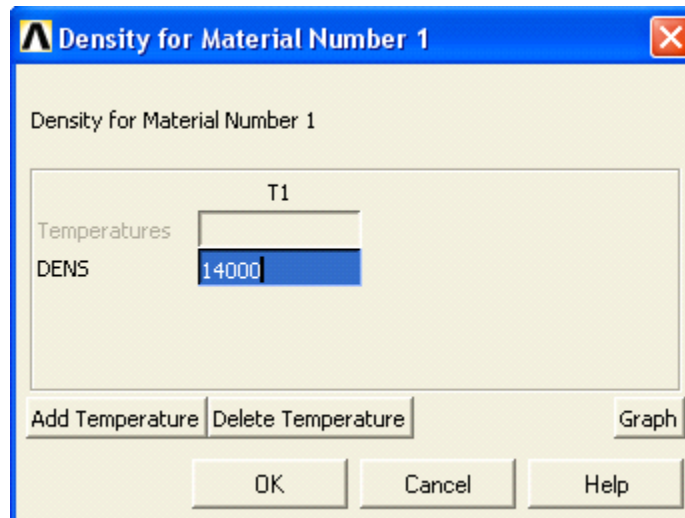 Density for Material Number 1
Density for Material Number 1
T1
Temperatures
DENS 14000
Add Temperature Delete Temperature Graph
OK Cancel Help